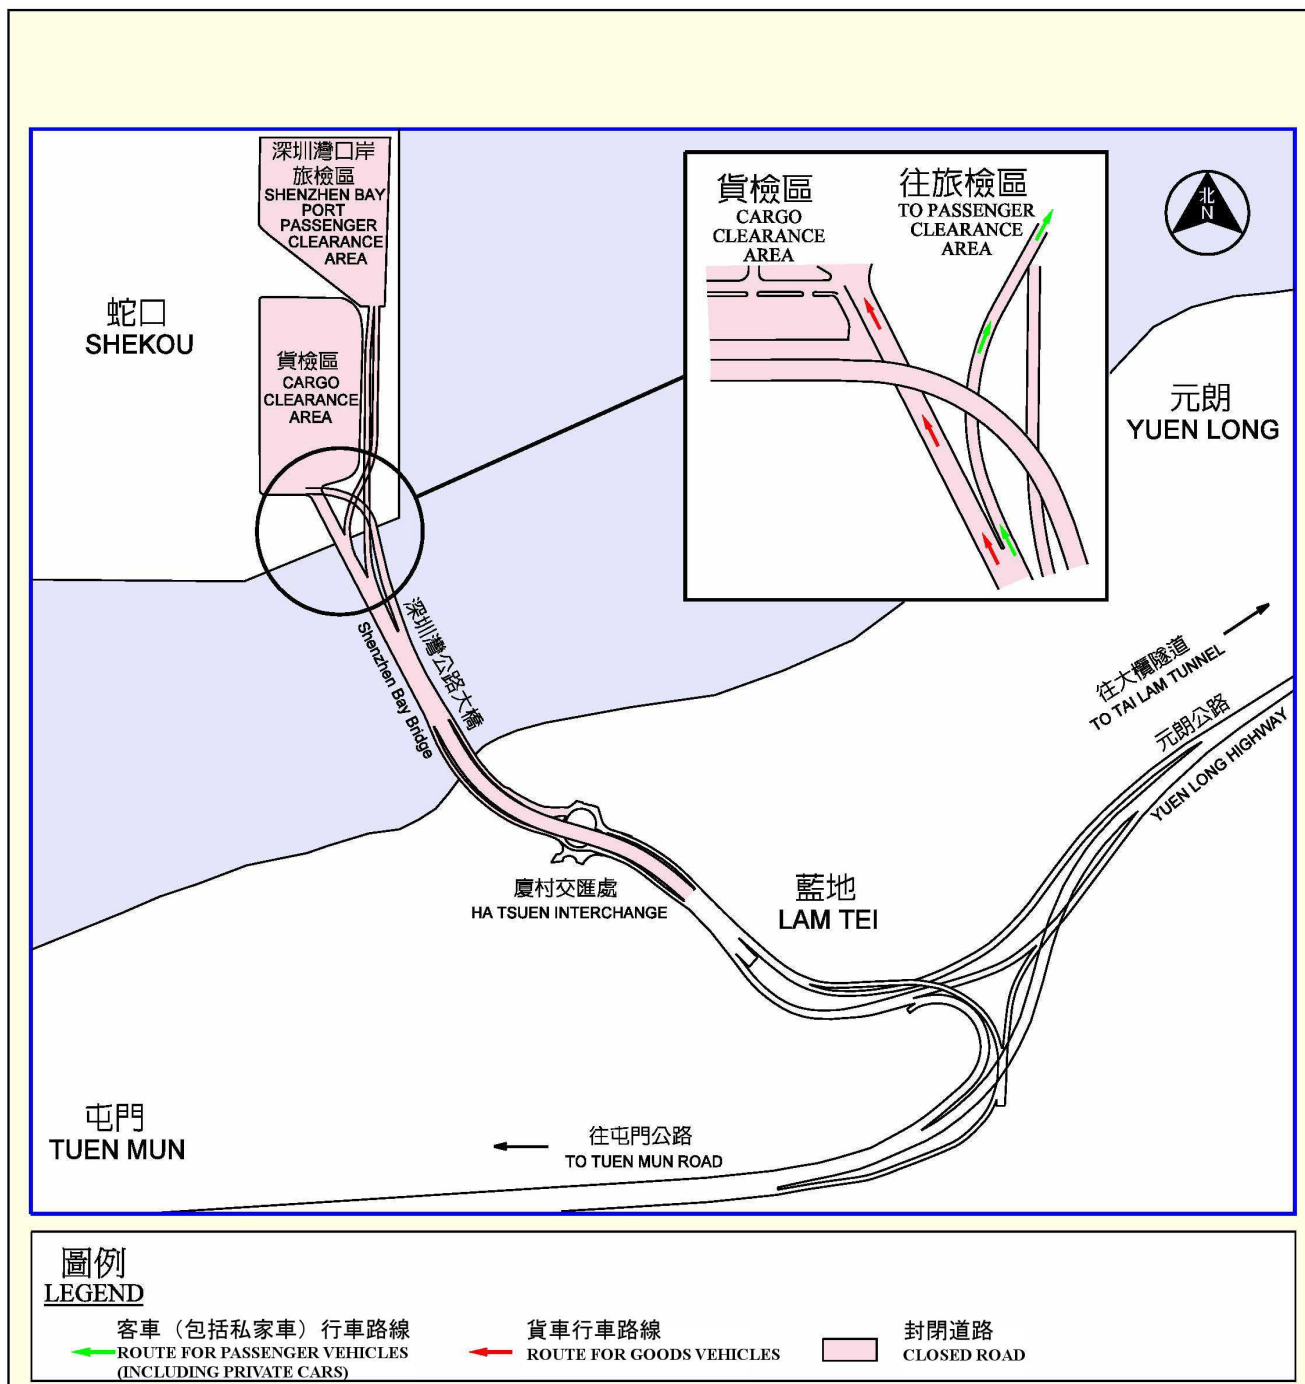 深圳灣口岸
旅檢區
SHENZHEN BAY
PORT
PASSENGER
CLEARANCE
AREA
蛇口
SHEKOU
貨檢區
CARGO
CLEARANCE
AREA
貨檢區
CARGO
CLEARANCE
AREA
往旅檢區
TO PASSENGER
CLEARANCE
AREA
北
N
元朗
YUEN LONG
深圳灣公路大橋
Shenzhen Bay Bridge
往大欖隧道
TO TAI LAM TUNNEL
元朗公路
YUEN LONG HIGHWAY
廈村交匯處
HA TSUEN INTERCHANGE
藍地
LAM TEI
屯門
TUEN MUN
往屯門公路
TO TUEN MUN ROAD
圖例
LEGEND
客車（包括私家車）行車路線
ROUTE FOR PASSENGER VEHICLES
(INCLUDING PRIVATE CARS)
貨車行車路線
ROUTE FOR GOODS VEHICLES
封閉道路
CLOSED ROAD